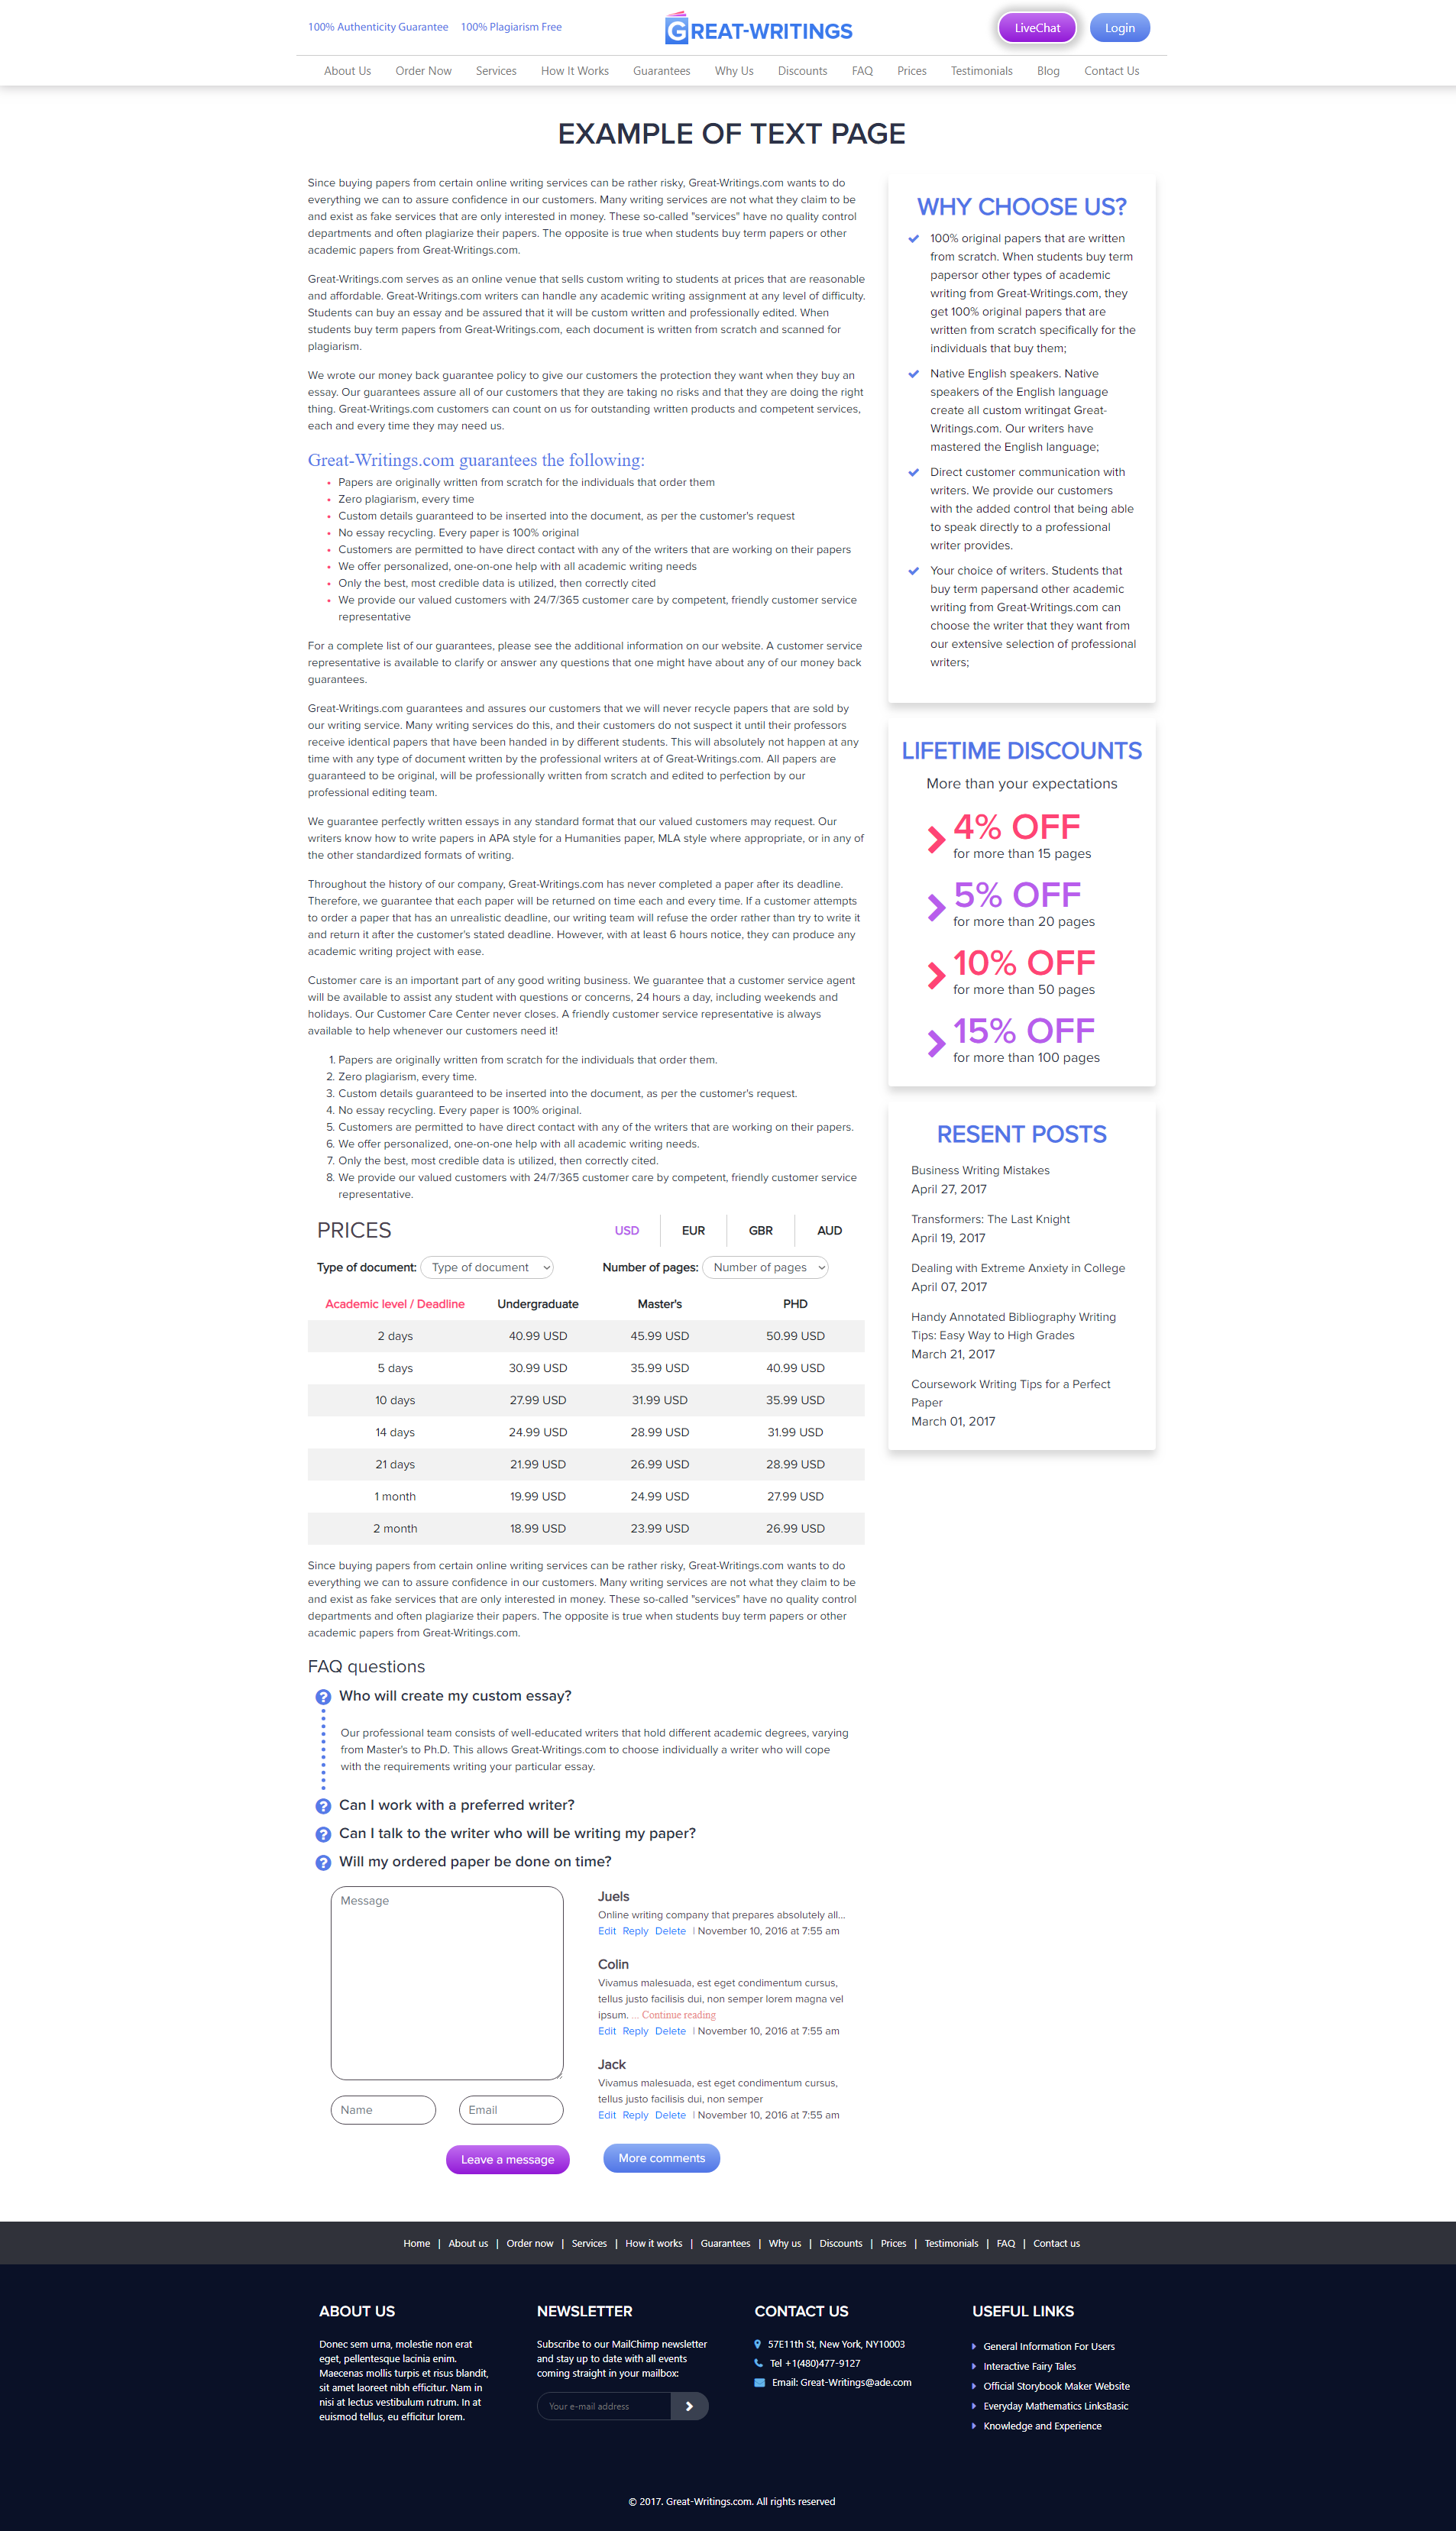 100% Authenticity Guarantee 100% Plagiarism Free
GREAT-WRITINGS
LiveChat Login
About Us Order Now Services How It Works Guarantees Why Us Discounts FAQ Prices Testimonials Blog Contact Us
EXAMPLE OF TEXT PAGE
Since buying papers from certain online writing services can be rather risky, Great-Writings.com wants to do
everything we can to assure confidence in our customers. Many writing services are not what they claim to be
and exist as fake services that are only interested in money. These so-called "services" have no quality control
departments and often plagiarize their papers. The opposite is true when students buy term papers or other
academic papers from Great-Writings.com.
Great-Writings.com serves as an online venue that sells custom writing to students at prices that are reasonable
and affordable. Great-Writings.com writers can handle any academic writing assignment at any level of difficulty.
Students can buy an essay and be assured that it will be custom written and professionally edited. When
students buy term papers from Great-Writings.com, each document is written from scratch and scanned for
plagiarism.
We wrote our money back guarantee policy to give our customers the protection they want when they buy an
essay. Our guarantees assure all of our customers that they are taking no risks and that they are doing the right
thing. Great-Writings.com customers can count on us for outstanding written products and competent services,
each and every time they may need us.
Great-Writings.com guarantees the following:
• Papers are originally written from scratch for the individuals that order them
• Zero plagiarism, every time
• Custom details guaranteed to be inserted into the document, as per the customer's request
• No essay recycling. Every paper is 100% original
• Customers are permitted to have direct contact with any of the writers that are working on their papers
• We offer personalized, one-on-one help with all academic writing needs
• Only the best, most credible data is utilized, then correctly cited
• We provide our valued customers with 24/7/365 customer care by competent, friendly customer service
representative
For a complete list of our guarantees, please see the additional information on our website. A customer service
representative is available to clarify or answer any questions that one might have about any of our money back
guarantees.
Great-Writings.com guarantees and assures our customers that we will never recycle papers that are sold by
our writing service. Many writing services do this, and their customers do not suspect it until their professors
receive identical papers that have been handed in by different students. This will absolutely not happen at any
time with any type of document written by the professional writers at of Great-Writings.com. All papers are
guaranteed to be original, will be professionally written from scratch and edited to perfection by our
professional editing team.
We guarantee perfectly written essays in any standard format that our valued customers may request. Our
writers know how to write papers in APA style for a Humanities paper, MLA style where appropriate, or in any of
the other standardized formats of writing.
Throughout the history of our company, Great-Writings.com has never completed a paper after its deadline.
Therefore, we guarantee that each paper will be returned on time each and every time. If a customer attempts
to order a paper that has an unrealistic deadline, our writing team will refuse the order rather than try to write it
and return it after the customer's stated deadline. However, with at least 6 hours notice, they can produce any
academic writing project with ease.
Customer care is an important part of any good writing business. We guarantee that a customer service agent
will be available to assist any student with questions or concerns, 24 hours a day, including weekends and
holidays. Our Customer Care Center never closes. A friendly customer service representative is always
available to help whenever our customers need it!
1. Papers are originally written from scratch for the individuals that order them.
2. Zero plagiarism, every time.
3. Custom details guaranteed to be inserted into the document, as per the customer's request.
4. No essay recycling. Every paper is 100% original.
5. Customers are permitted to have direct contact with any of the writers that are working on their papers.
6. We offer personalized, one-on-one help with all academic writing needs.
7. Only the best, most credible data is utilized, then correctly cited.
8. We provide our valued customers with 24/7/365 customer care by competent, friendly customer service
representative.
PRICES USD EUR GBR AUD
Type of document: Type of document Number of pages: Number of pages
Academic level / Deadline Undergraduate Master's PHD
2 days 40.99 USD 45.99 USD 50.99 USD
5 days 30.99 USD 35.99 USD 40.99 USD
10 days 27.99 USD 31.99 USD 35.99 USD
14 days 24.99 USD 28.99 USD 31.99 USD
21 days 21.99 USD 26.99 USD 28.99 USD
1 month 19.99 USD 24.99 USD 27.99 USD
2 month 18.99 USD 23.99 USD 26.99 USD
Since buying papers from certain online writing services can be rather risky, Great-Writings.com wants to do
everything we can to assure confidence in our customers. Many writing services are not what they claim to be
and exist as fake services that are only interested in money. These so-called "services" have no quality control
departments and often plagiarize their papers. The opposite is true when students buy term papers or other
academic papers from Great-Writings.com.
FAQ questions
Who will create my custom essay?
Our professional team consists of well-educated writers that hold different academic degrees, varying
from Master's to Ph.D. This allows Great-Writings.com to choose individually a writer who will cope
with the requirements writing your particular essay.
Can I work with a preferred writer?
Can I talk to the writer who will be writing my paper?
Will my ordered paper be done on time?
Message
Name Email
Leave a message
Juels
Online writing company that prepares absolutely all...
Edit Reply Delete | November 10, 2016 at 7:55 am
Colin
Vivamus malesuada, est eget condimentum cursus,
tellus justo facilisis dui, non semper lorem magna vel
ipsum. ... Continue reading
Edit Reply Delete | November 10, 2016 at 7:55 am
Jack
Vivamus malesuada, est eget condimentum cursus,
tellus justo facilisis dui, non semper
Edit Reply Delete | November 10, 2016 at 7:55 am
More comments
WHY CHOOSE US?
100% original papers that are written
from scratch. When students buy term
papersor other types of academic
writing from Great-Writings.com, they
get 100% original papers that are
written from scratch specifically for the
individuals that buy them;
Native English speakers. Native
speakers of the English language
create all custom writingat Great-
Writings.com. Our writers have
mastered the English language;
Direct customer communication with
writers. We provide our customers
with the added control that being able
to speak directly to a professional
writer provides.
Your choice of writers. Students that
buy term papersand other academic
writing from Great-Writings.com can
choose the writer that they want from
our extensive selection of professional
writers;
LIFETIME DISCOUNTS
More than your expectations
4% OFF
for more than 15 pages
5% OFF
for more than 20 pages
10% OFF
for more than 50 pages
15% OFF
for more than 100 pages
RESENT POSTS
Business Writing Mistakes
April 27, 2017
Transformers: The Last Knight
April 19, 2017
Dealing with Extreme Anxiety in College
April 07, 2017
Handy Annotated Bibliography Writing
Tips: Easy Way to High Grades
March 21, 2017
Coursework Writing Tips for a Perfect
Paper
March 01, 2017
Home | About us | Order now | Services | How it works | Guarantees | Why us | Discounts | Prices | Testimonials | FAQ | Contact us
ABOUT US
Donec sem urna, molestie non erat
eget, pellentesque lacinia enim.
Maecenas mollis turpis et risus blandit,
sit amet laoreet nibh efficitur. Nam in
nisi at lectus vestibulum rutrum. In at
euismod tellus, eu efficitur lorem.
NEWSLETTER
Subscribe to our MailChimp newsletter
and stay up to date with all events
coming straight in your mailbox:
Your e-mail address
CONTACT US
57E11th St, New York, NY10003
Tel +1(480)477-9127
Email: Great-Writings@ade.com
USEFUL LINKS
General Information For Users
Interactive Fairy Tales
Official Storybook Maker Website
Everyday Mathematics LinksBasic
Knowledge and Experience
© 2017. Great-Writings.com. All rights reserved